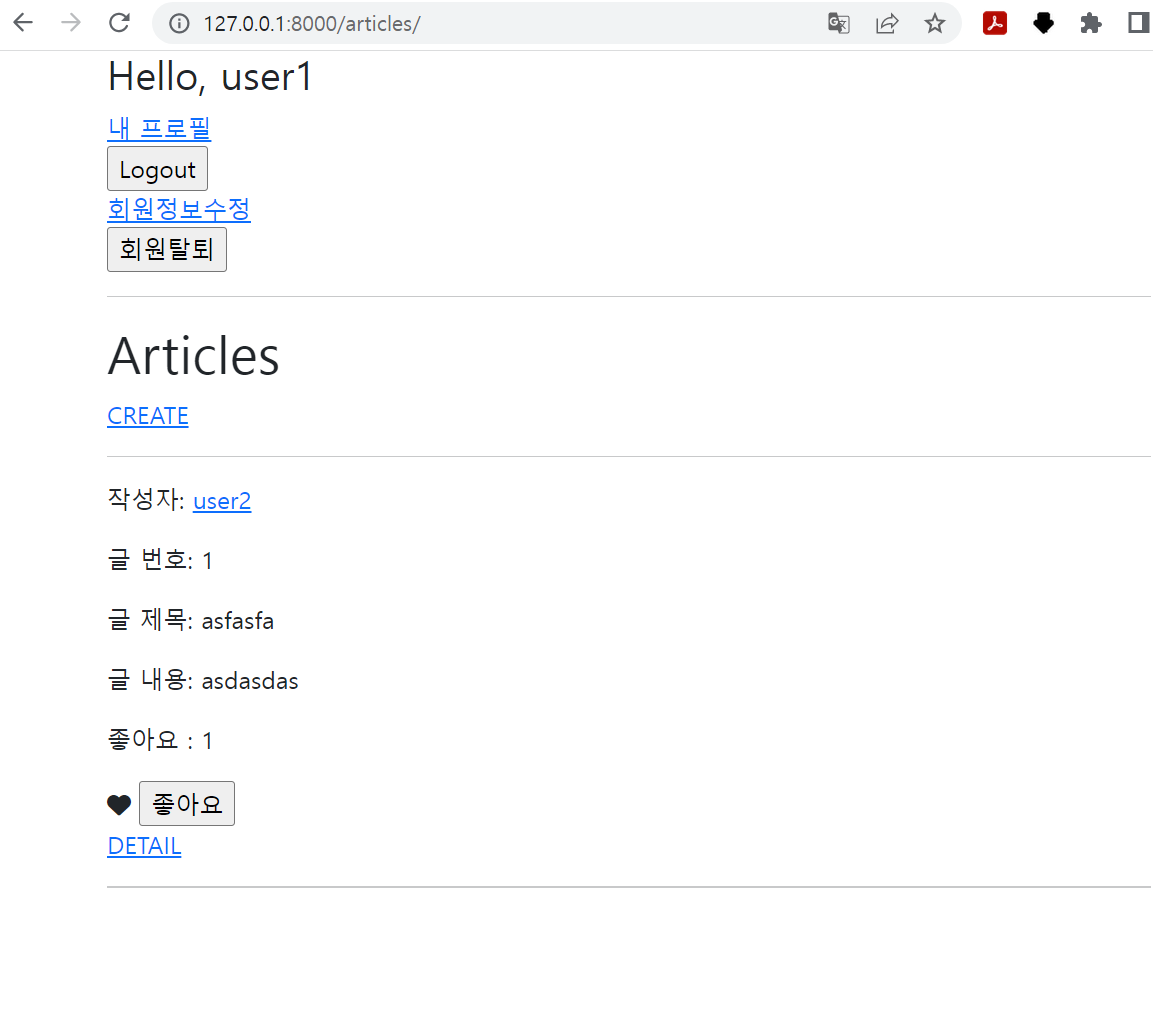 127.0.0.1:8000/articles/
Hello, user1
내 프로필
Logout
회원정보수정
회원탈퇴
Articles
CREATE
작성자: user2
글 번호: 1
글 제목: asfasfa
글 내용: asdasdas
좋아요 : 1
좋아요
DETAIL